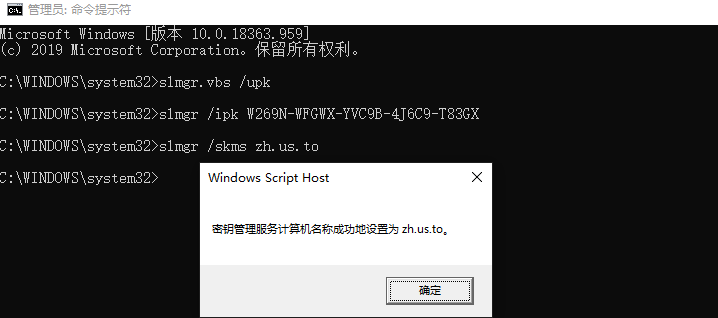 管理员: 命令提示符
Microsoft Windows [版本 10.0.18363.959]
(c) 2019 Microsoft Corporation。保留所有权利。
C:\WINDOWS\system32>slmgr.vbs /upk
C:\WINDOWS\system32>slmgr /ipk W269N-WFGWX-YVC9B-4J6C9-T83GX
C:\WINDOWS\system32>slmgr /skms zh.us.to
C:\WINDOWS\system32>
Windows Script Host
密钥管理服务计算机名称成功地设置为 zh.us.to。
确定